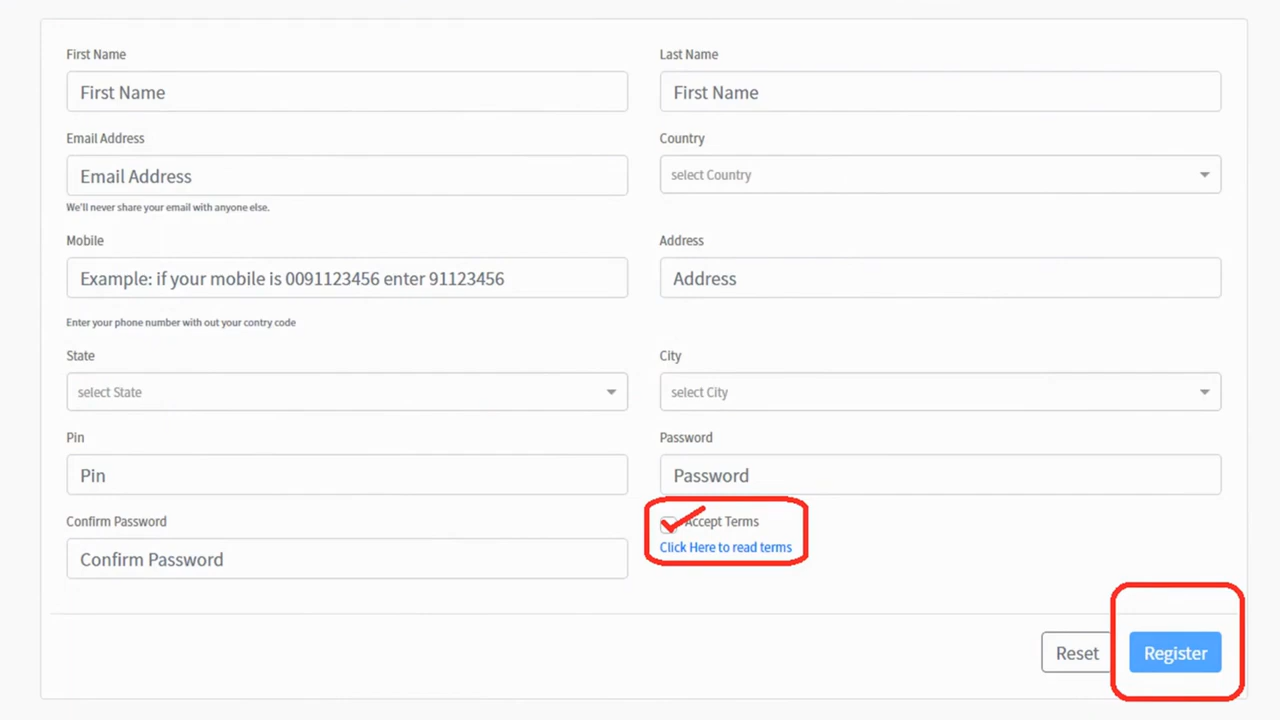 First Name
Last Name
First Name
First Name
Email Address
Country
Email Address
select Country
We'll never share your email with anyone else.
Mobile
Address
Example: if your mobile is 0091123456 enter 91123456
Address
Enter your phone number with out your contry code
State
City
select State
select City
Pin
Password
Pin
Password
Confirm Password
Accept Terms
Click Here to read terms
Confirm Password
Reset
Register